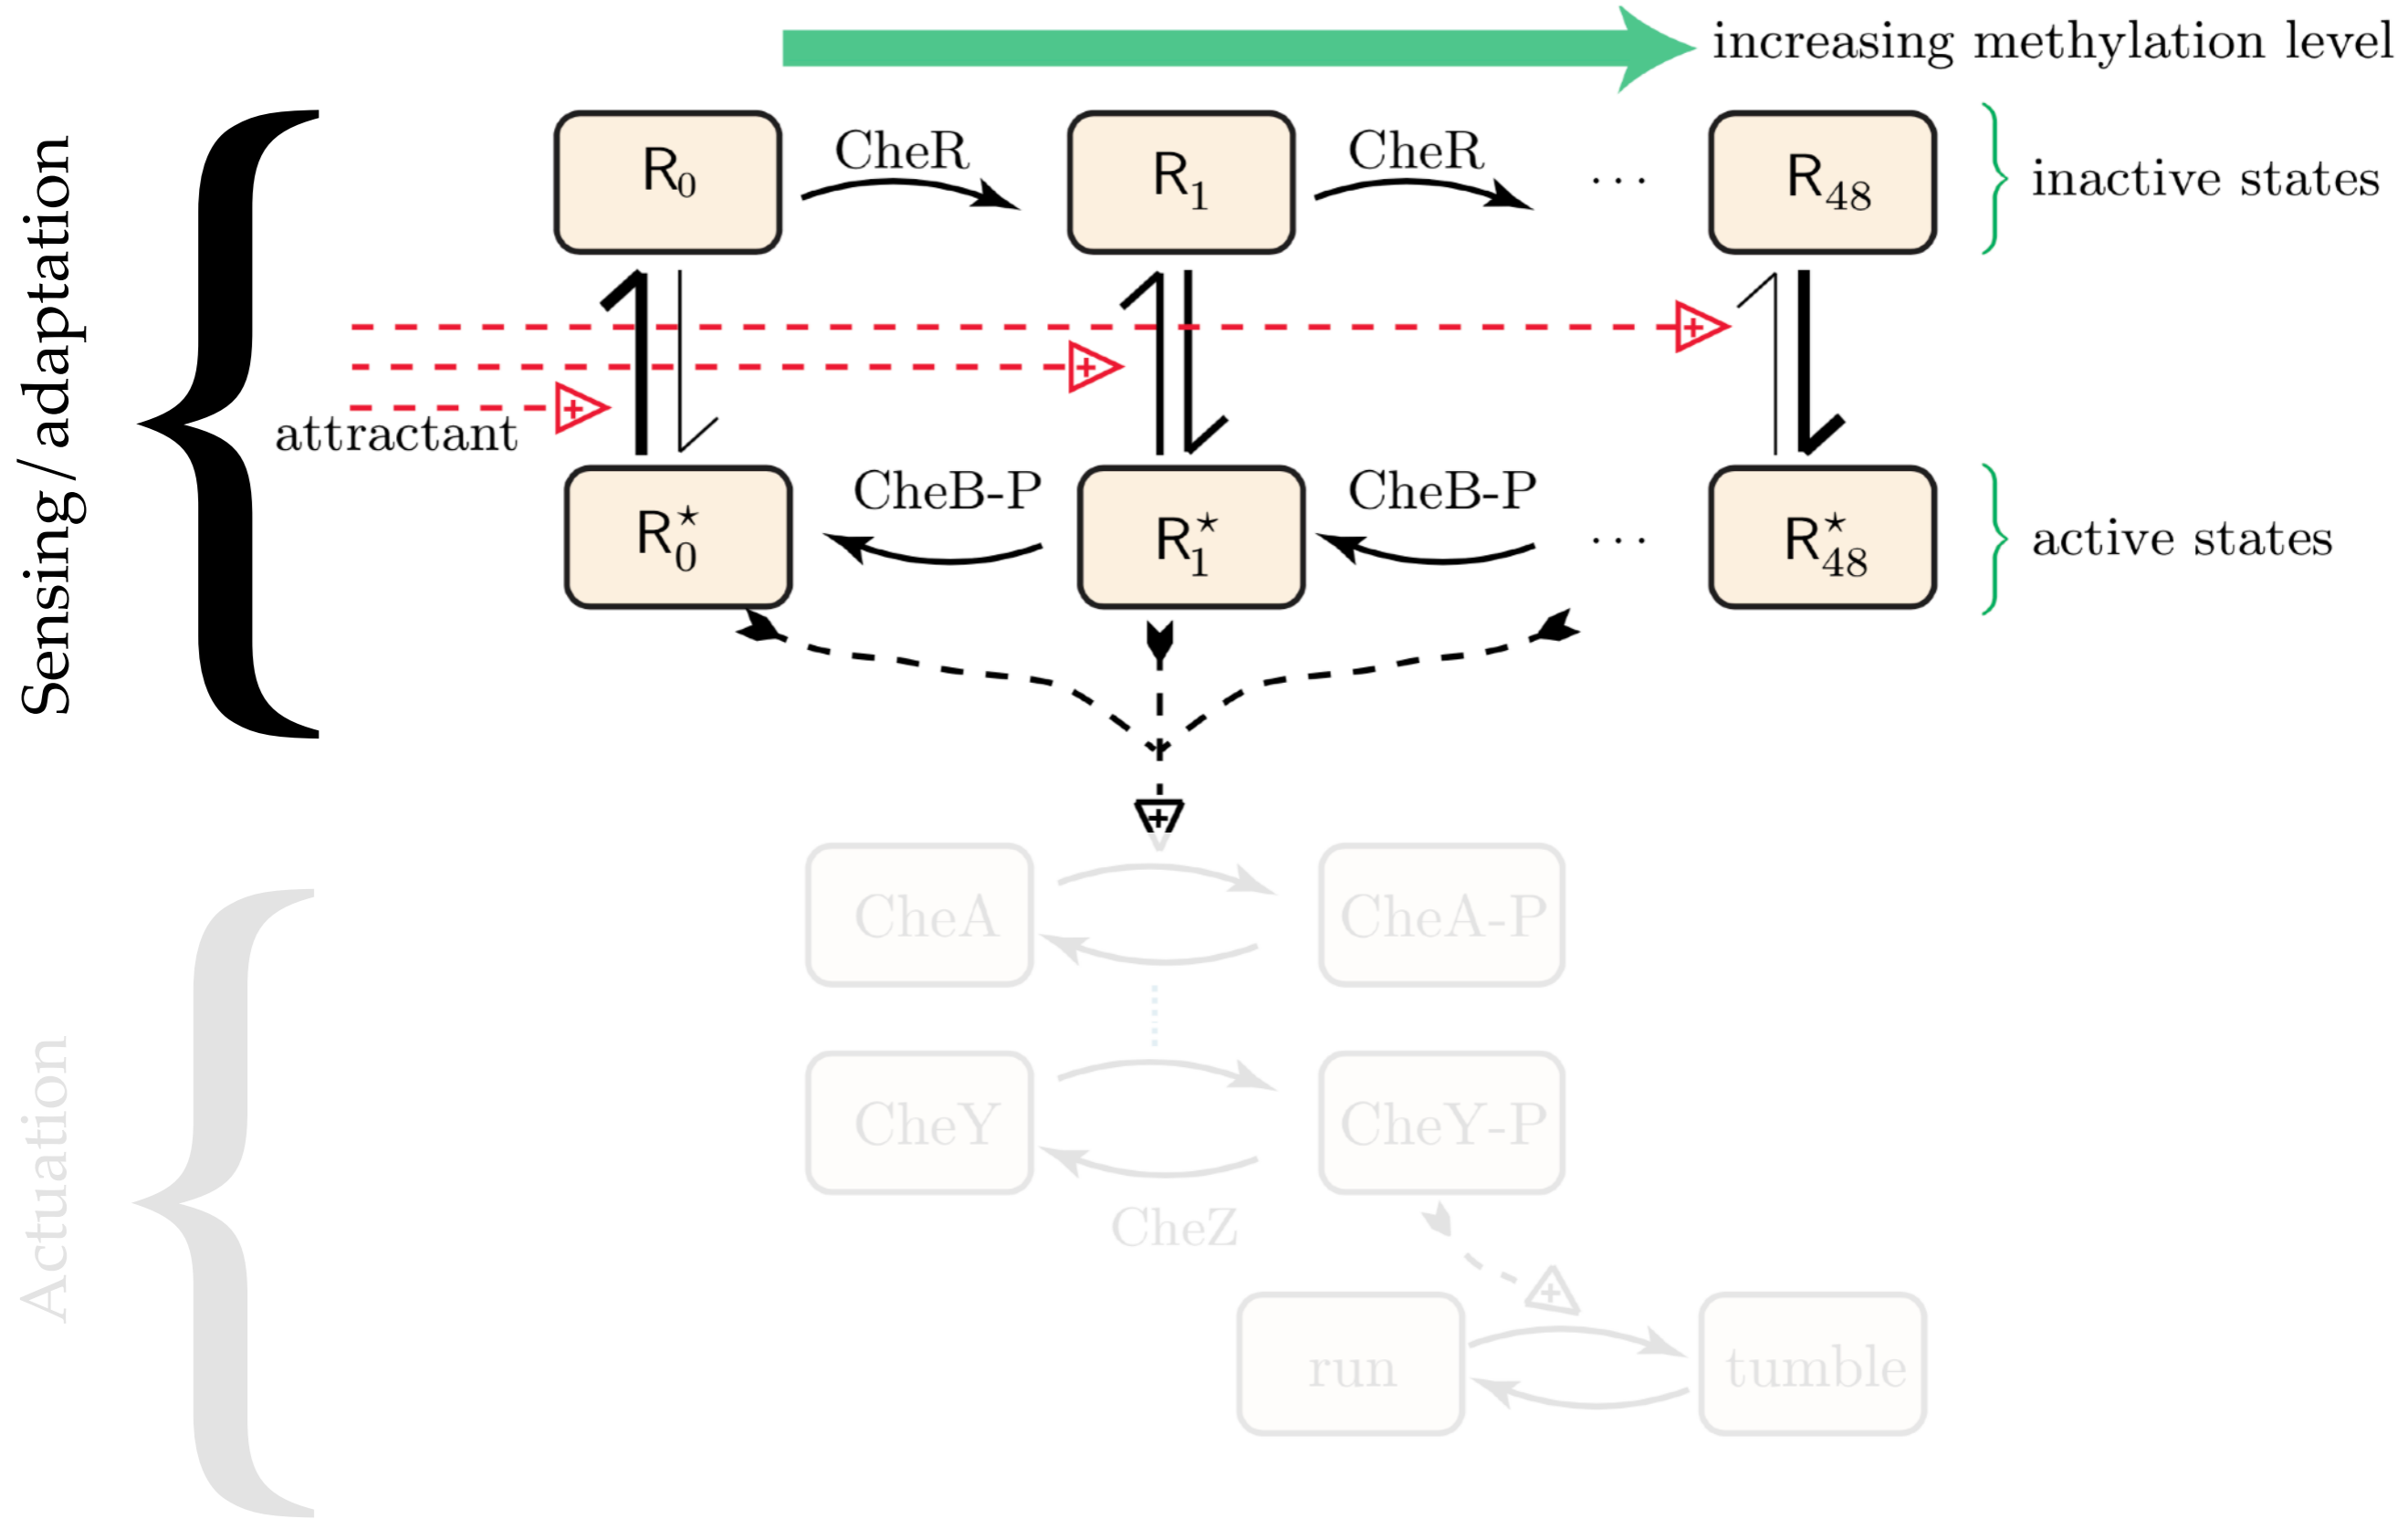 increasing methylation level
Sensing/adaptation
R₀
CheR
R₁
CheR
...
R₄₈
inactive states
+
+
+
attractant
R₀*
CheB-P
R₁*
CheB-P
...
R₄₈*
active states
+
Actuation
CheA
CheA-P
CheY
CheY-P
CheZ
+
run
tumble